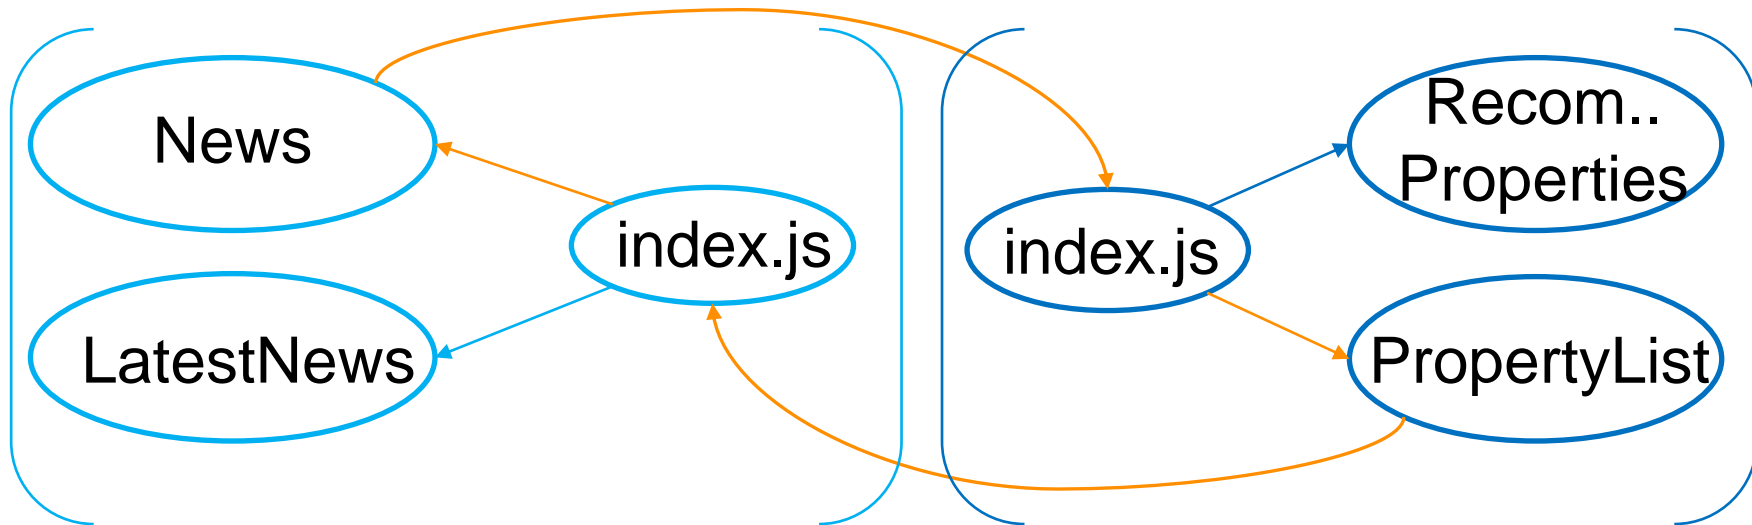 News
LatestNews
index.js
index.js
Recom..
Properties
PropertyList